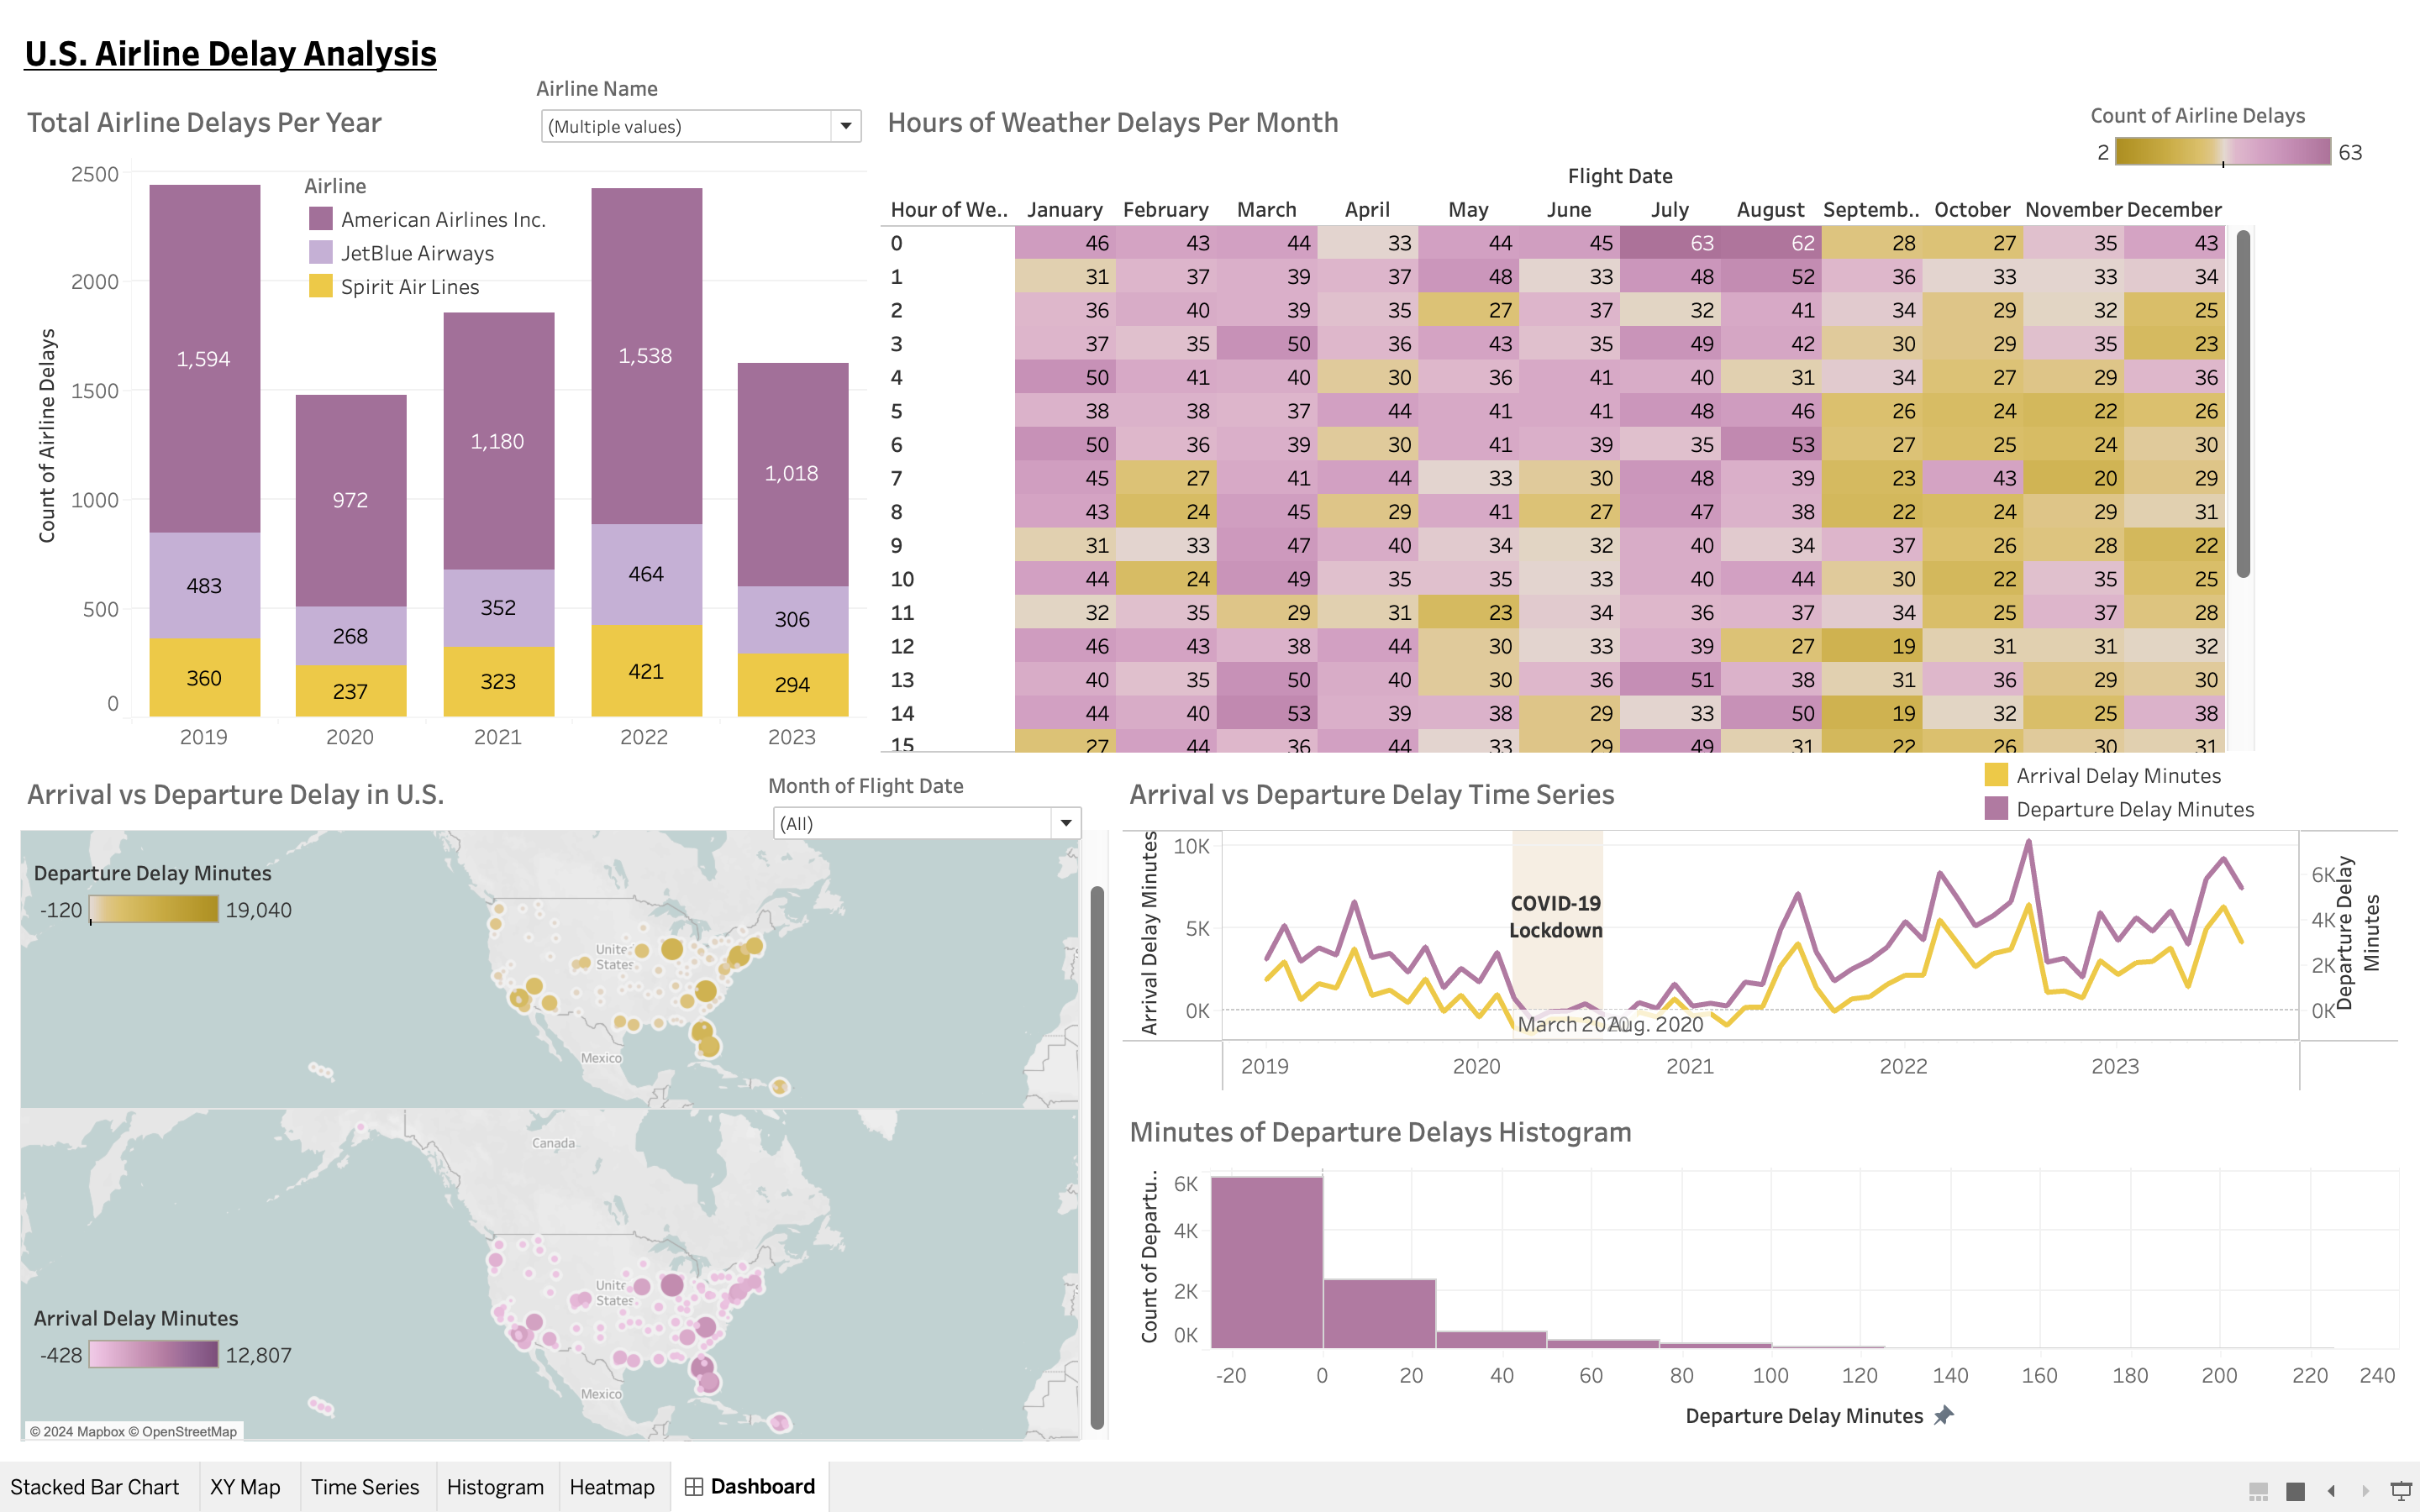 U.S. Airline Delay Analysis
Total Airline Delays Per Year
Airline Name
(Multiple values)
Count of Airline Delays
2500
2000
1500
1000
500
0
Airline
American Airlines Inc.
JetBlue Airways
Spirit Air Lines
1,594
972
1,180
1,538
1,018
483
268
352
464
306
360
237
323
421
294
2019 2020 2021 2022 2023
Hours of Weather Delays Per Month
Count of Airline Delays
2 63
Flight Date
Hour of We.. January February March April May June July August Septemb.. October November December
0 46 43 44 33 44 45 63 62 28 27 35 43
1 31 37 39 37 48 33 48 52 36 33 33 34
2 36 40 39 35 27 37 32 41 34 29 32 25
3 37 35 50 36 43 35 49 42 30 29 35 23
4 50 41 40 30 36 41 40 31 34 27 29 36
5 38 38 37 44 41 41 48 46 26 24 22 26
6 50 36 39 30 41 39 35 53 27 25 24 30
7 45 27 41 44 33 30 48 39 23 43 20 29
8 43 24 45 29 41 27 47 38 22 24 29 31
9 31 33 47 40 34 32 40 34 37 26 28 22
10 44 24 49 35 35 33 40 44 30 22 35 25
11 32 35 29 31 23 34 36 37 34 25 37 28
12 46 43 38 44 30 33 39 27 19 31 31 32
13 40 35 50 40 30 36 51 38 31 36 29 30
14 44 40 53 39 38 29 33 50 19 32 25 38
15 27 44 36 44 33 29 49 31 22 26 30 31
Arrival vs Departure Delay in U.S.
Month of Flight Date
(All)
Departure Delay Minutes
-120 19,040
United
States
Mexico
Canada
United
States
Mexico
Arrival Delay Minutes
-428 12,807
© 2024 Mapbox © OpenStreetMap
Arrival vs Departure Delay Time Series
Arrival Delay Minutes
Departure Delay Minutes
Arrival Delay Minutes
10K
5K
0K
COVID-19
Lockdown
March 2020
Aug. 2020
6K
4K
2K
0K
Departure Delay
Minutes
2019 2020 2021 2022 2023
Minutes of Departure Delays Histogram
Count of Departu..
6K
4K
2K
0K
-20 0 20 40 60 80 100 120 140 160 180 200 220 240
Departure Delay Minutes
Stacked Bar Chart XY Map Time Series Histogram Heatmap Dashboard